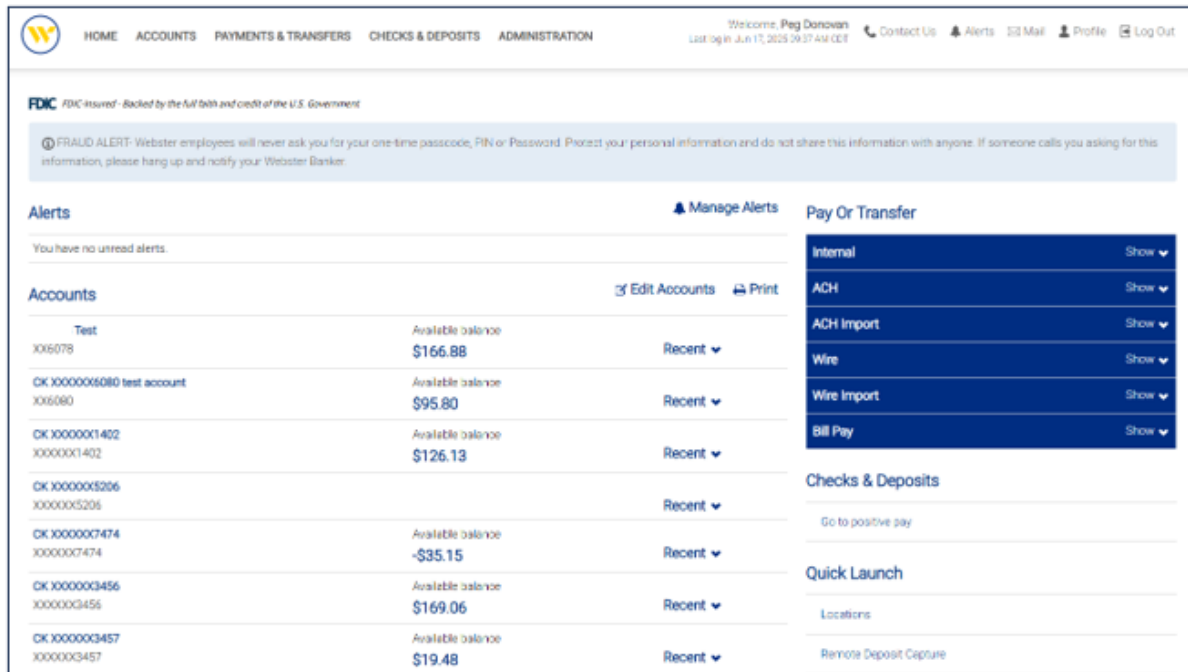 W
HOME ACCOUNTS PAYMENTS & TRANSFERS CHECKS & DEPOSITS ADMINISTRATION
Welcome, Peg Donovan
Last log in Jun 17, 2025 09:37 AM CDT
Contact Us Alerts Mail Profile Log Out
FDIC FDIC-Insured - Backed by the full faith and credit of the U.S. Government
FRAUD ALERT- Webster employees will never ask you for your one-time passcode, PIN or Password. Protect your personal information and do not share this information with anyone. If someone calls you asking for this
information, please hang up and notify your Webster Banker.
Alerts
Manage Alerts
You have no unread alerts.
Accounts
Edit Accounts Print
Test
XX6078
Available balance
$166.88
Recent
CK XXXXXX6080 test account
XX6080
Available balance
$95.80
Recent
CK XXXXXX1402
XXXXXX1402
Available balance
$126.13
Recent
CK XXXXXX5206
XXXXXX5206
Recent
CK XXXXXX7474
XXXXXX7474
Available balance
-$35.15
Recent
CK XXXXXX3456
XXXXXX3456
Available balance
$169.06
Recent
CK XXXXXX3457
XXXXXX3457
Available balance
$19.48
Recent
Pay Or Transfer
Internal Show
ACH Show
ACH Import Show
Wire Show
Wire Import Show
Bill Pay Show
Checks & Deposits
Go to positive pay
Quick Launch
Locations
Remote Deposit Capture